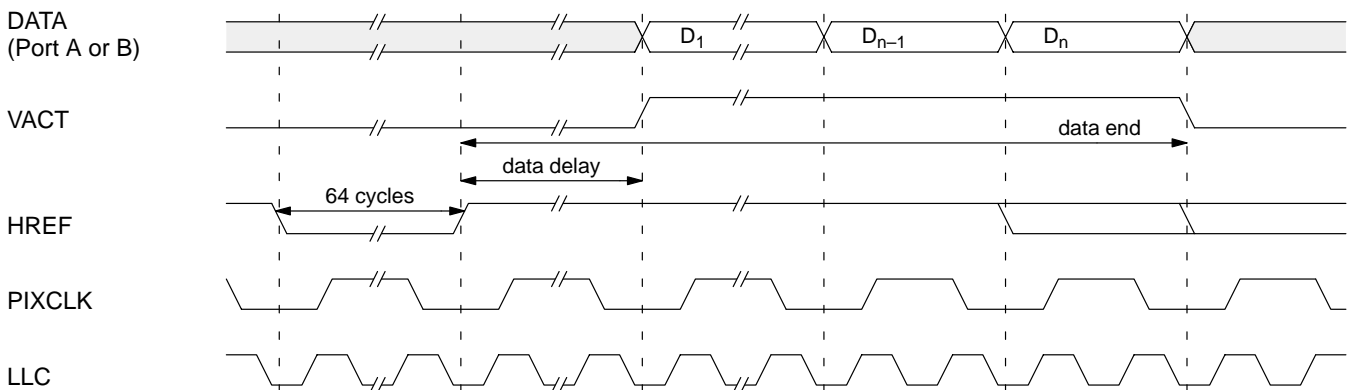 DATA
(Port A or B)
D1
Dn–1
Dn
VACT
data end
data delay
64 cycles
HREF
PIXCLK
LLC